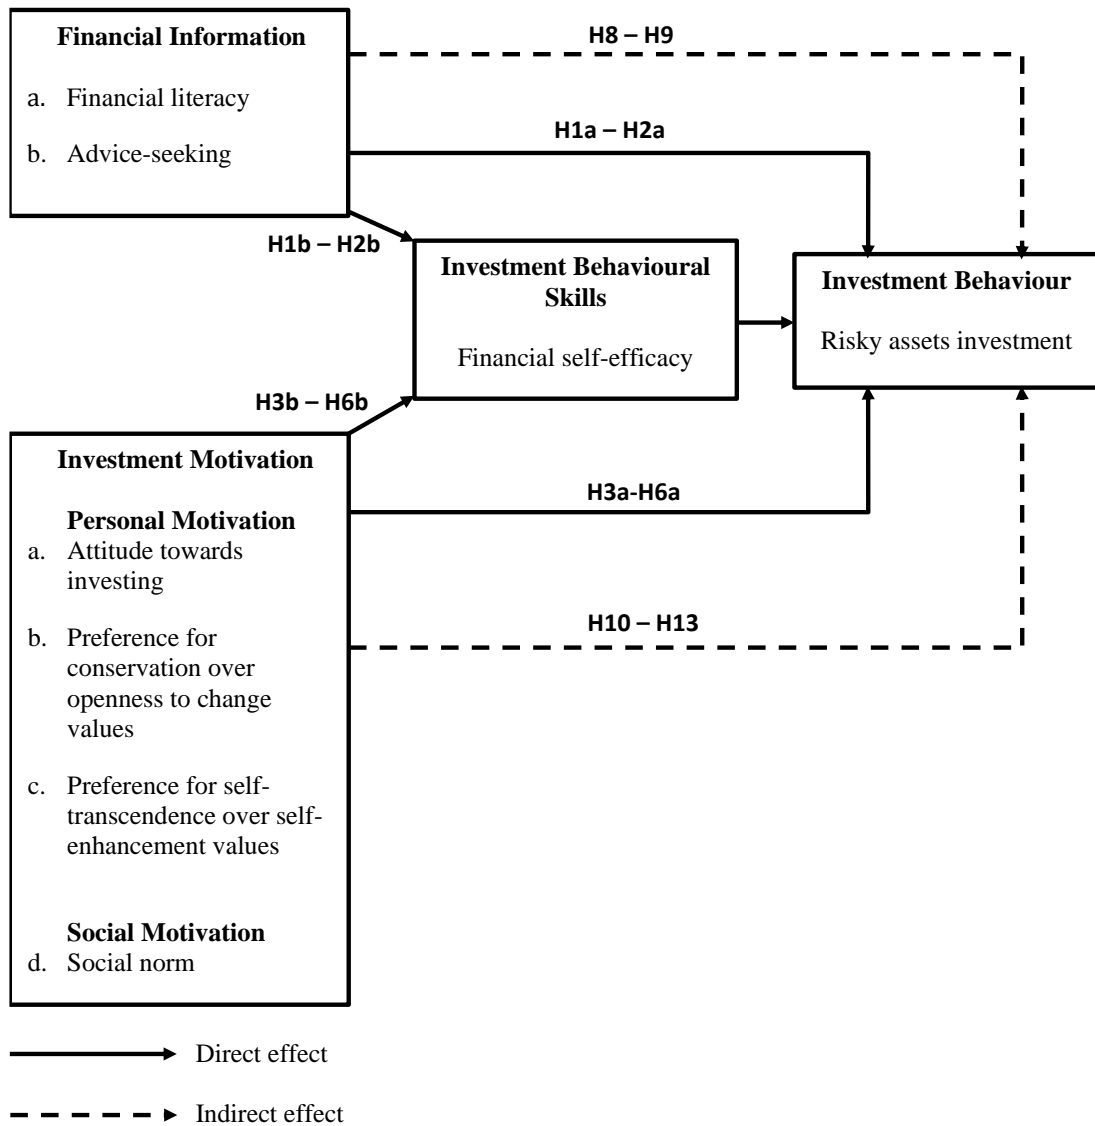 Financial Information
a. Financial literacy
b. Advice-seeking
H8 – H9
H1a – H2a
H1b – H2b
Investment Behavioural
Skills
Financial self-efficacy
Investment Behaviour
Risky assets investment
H3b – H6b
Investment Motivation
Personal Motivation
a. Attitude towards
investing
b. Preference for
conservation over
openness to change
values
c. Preference for self-
transcendence over self-
enhancement values
Social Motivation
d. Social norm
H3a-H6a
H10 – H13
Direct effect
Indirect effect